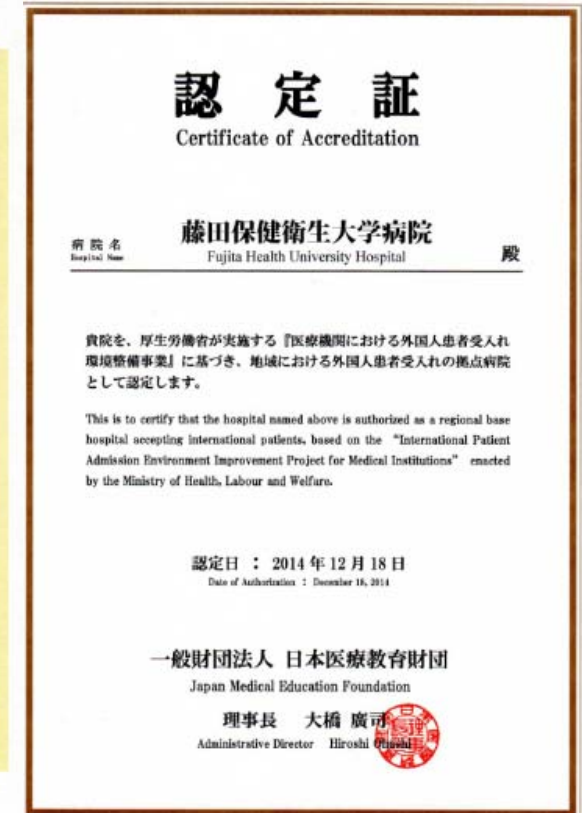 認定証
Certificate of Accreditation
病院名
Hospital Name
藤田保健衛生大学病院
Fujita Health University Hospital
殿
貴院を、厚生労働省が実施する『医療機関における外国人患者受入れ
環境整備事業』に基づき、地域における外国人患者受入れの拠点病院
として認定します。
This is to certify that the hospital named above is authorized as a regional base
hospital accepting international patients, based on the “International Patient
Admission Environment Improvement Project for Medical Institutions” enacted
by the Ministry of Health, Labour and Welfare.
認定日 ： 2014年12月18日
Date of Authorization : December 18, 2014
一般財団法人 日本医療教育財団
Japan Medical Education Foundation
理事長 大橋 廣司
Administrative Director Hiroshi